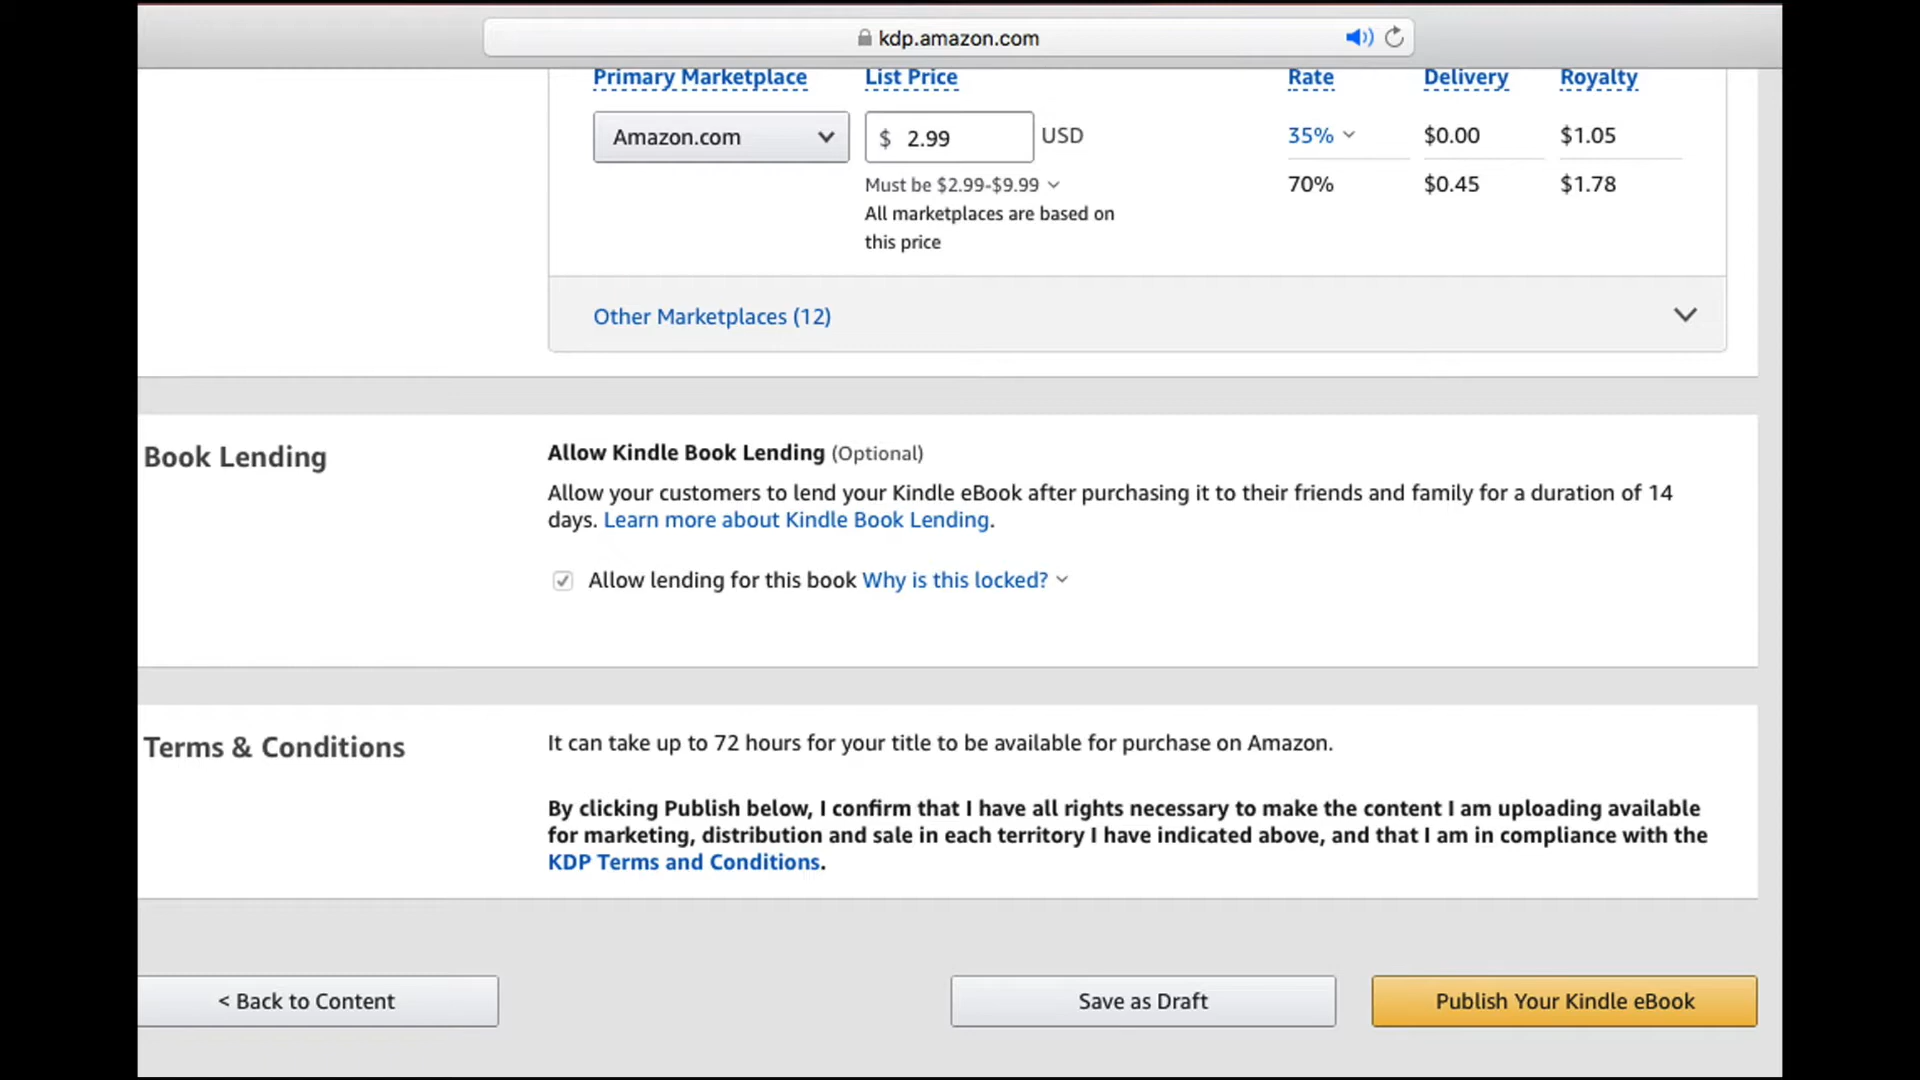 kdp.amazon.com
Primary Marketplace List Price Rate Delivery Royalty
Amazon.com $ 2.99 USD 35% $0.00 $1.05
Must be $2.99-$9.99 70% $0.45 $1.78
All marketplaces are based on
this price
Other Marketplaces (12)
Book Lending
Allow Kindle Book Lending (Optional)
Allow your customers to lend your Kindle eBook after purchasing it to their friends and family for a duration of 14
days. Learn more about Kindle Book Lending.
Allow lending for this book Why is this locked?
Terms & Conditions
It can take up to 72 hours for your title to be available for purchase on Amazon.
By clicking Publish below, I confirm that I have all rights necessary to make the content I am uploading available
for marketing, distribution and sale in each territory I have indicated above, and that I am in compliance with the
KDP Terms and Conditions.
< Back to Content Save as Draft Publish Your Kindle eBook